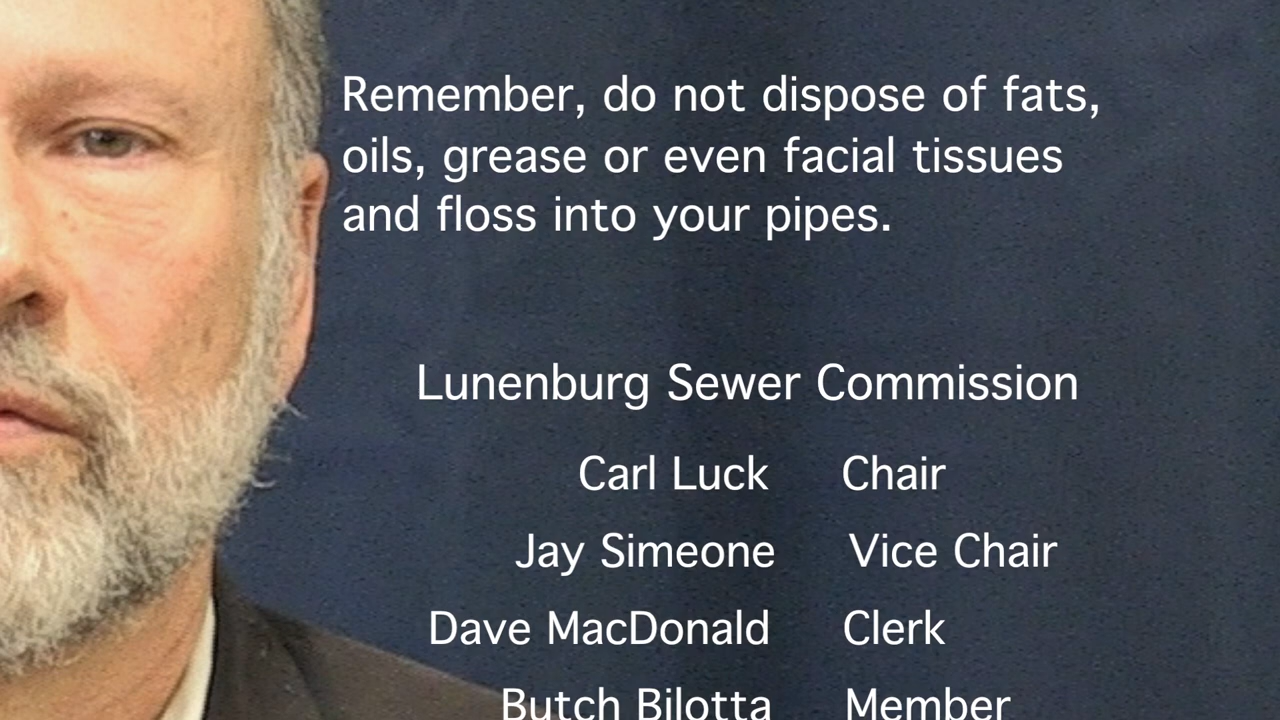 Remember, do not dispose of fats,
oils, grease or even facial tissues
and floss into your pipes.
Lunenburg Sewer Commission
Carl Luck Chair
Jay Simeone Vice Chair
Dave MacDonald Clerk
Butch Bilotta Member